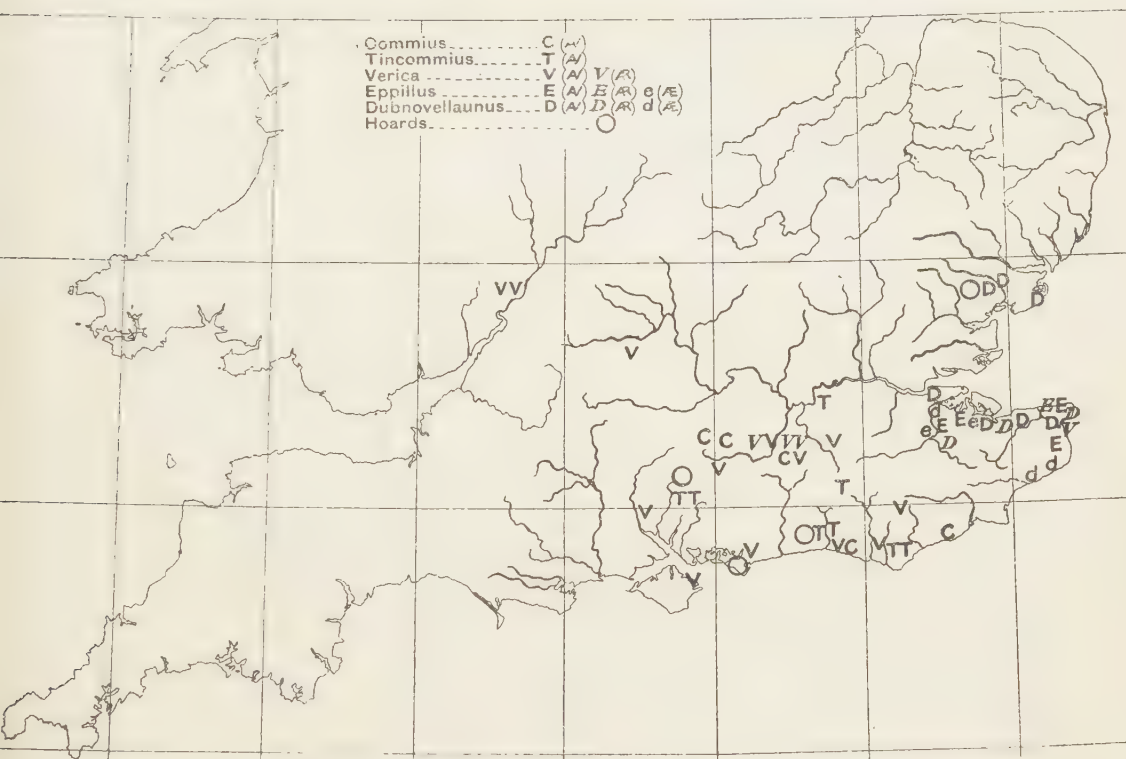 Commius........ C (AV)
Tincommius....... T (AV)
Verica ........... V (AV) V (AR)
Eppillus .......... E (AV) E (AR) e (Æ)
Dubnovellaunus.... D (AV) D (AR) d (Æ)
Hoards................ ◯
D D
V V
D
V
D
T
d
E E
E e D D D
D V
e
E
D
C C V V V V V
E
C V
V
d
d
T
T T
V
V
C
T T
V
V C
V T T
V